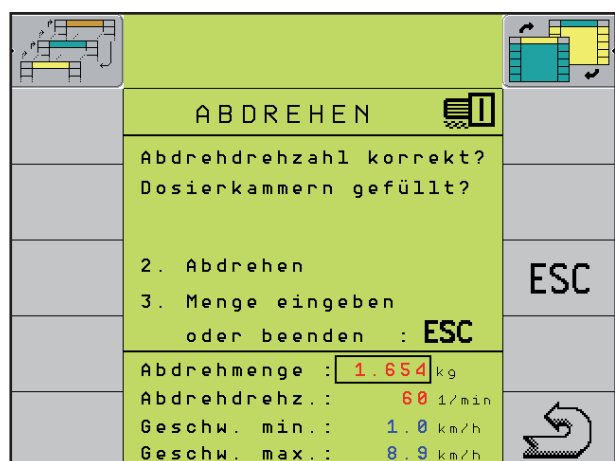 ABDREHEN
Abdrehdrehzahl korrekt?
Dosierkammern gefüllt?
2. Abdrehen
3. Menge eingeben
oder beenden : ESC
ESC
Abdrehmenge : 1.654 kg
Abdrehdrehz.: 60 1/min
Geschw. min.: 1.0 km/h
Geschw. max.: 8.9 km/h